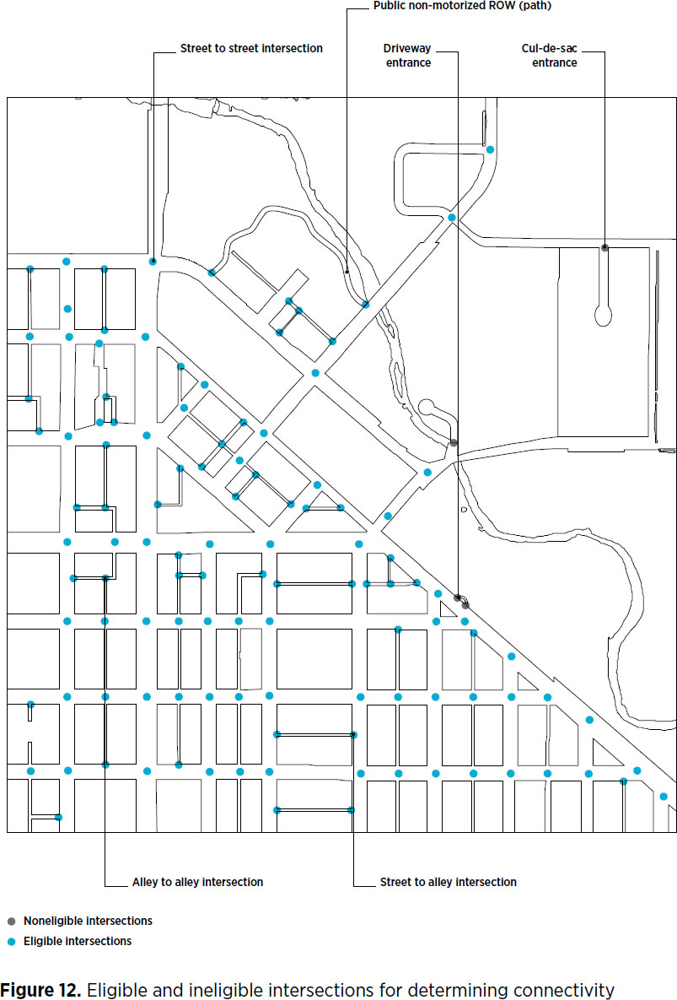 Public non-motorized ROW (path)
Street to street intersection
Driveway
entrance
Cul-de-sac
entrance
Alley to alley intersection
Street to alley intersection
Noneligible intersections
Eligible intersections
Figure 12. Eligible and ineligible intersections for determining connectivity